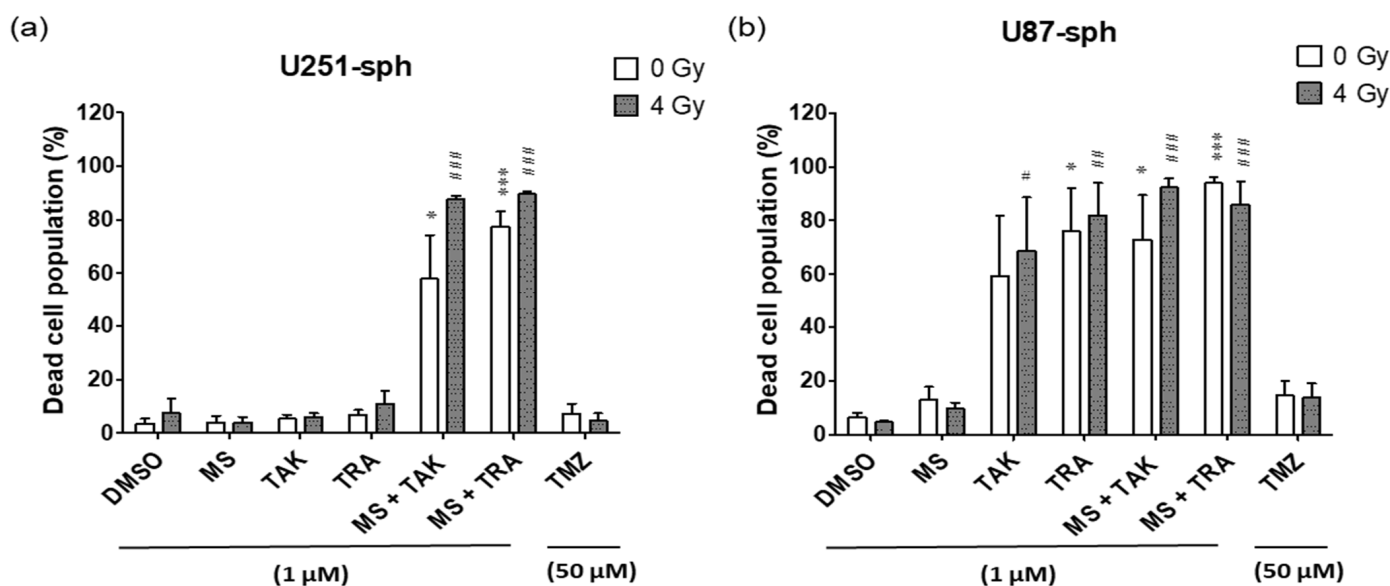 (a)
U251-sph
0 Gy
4 Gy
Dead cell population (%)
120
100
80
60
40
20
0
*
###
***
###
DMSO
MS
TAK
TRA
MS + TAK
MS + TRA
TMZ
(1 µM)
(50 µM)
(b)
U87-sph
0 Gy
4 Gy
Dead cell population (%)
120
100
80
60
40
20
0
#
*
##
*
###
***
###
DMSO
MS
TAK
TRA
MS + TAK
MS + TRA
TMZ
(1 µM)
(50 µM)